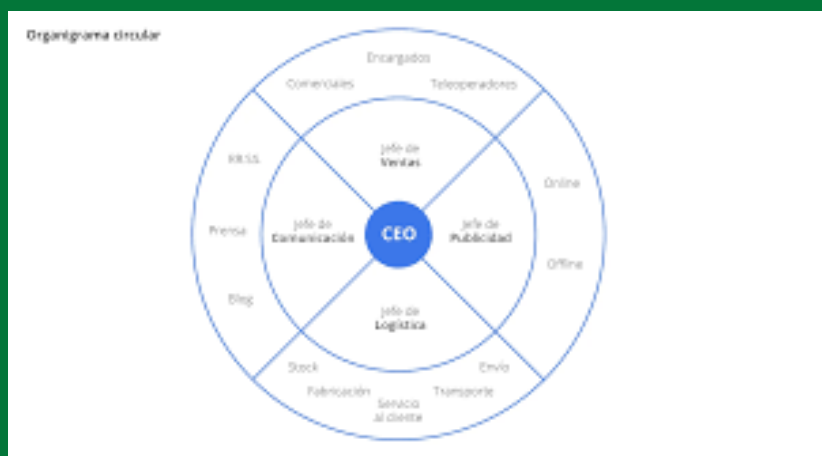 Organigrama circular
Encargados
Comerciales
Teleoperadores
Jefe de
Ventas
RR.SS.
Online
Prensa
Jefe de
Comunicación
CEO
Jefe de
Publicidad
Offline
Blog
Jefe de
Logística
Stock
Envío
Fabricación
Transporte
Servicio
al cliente